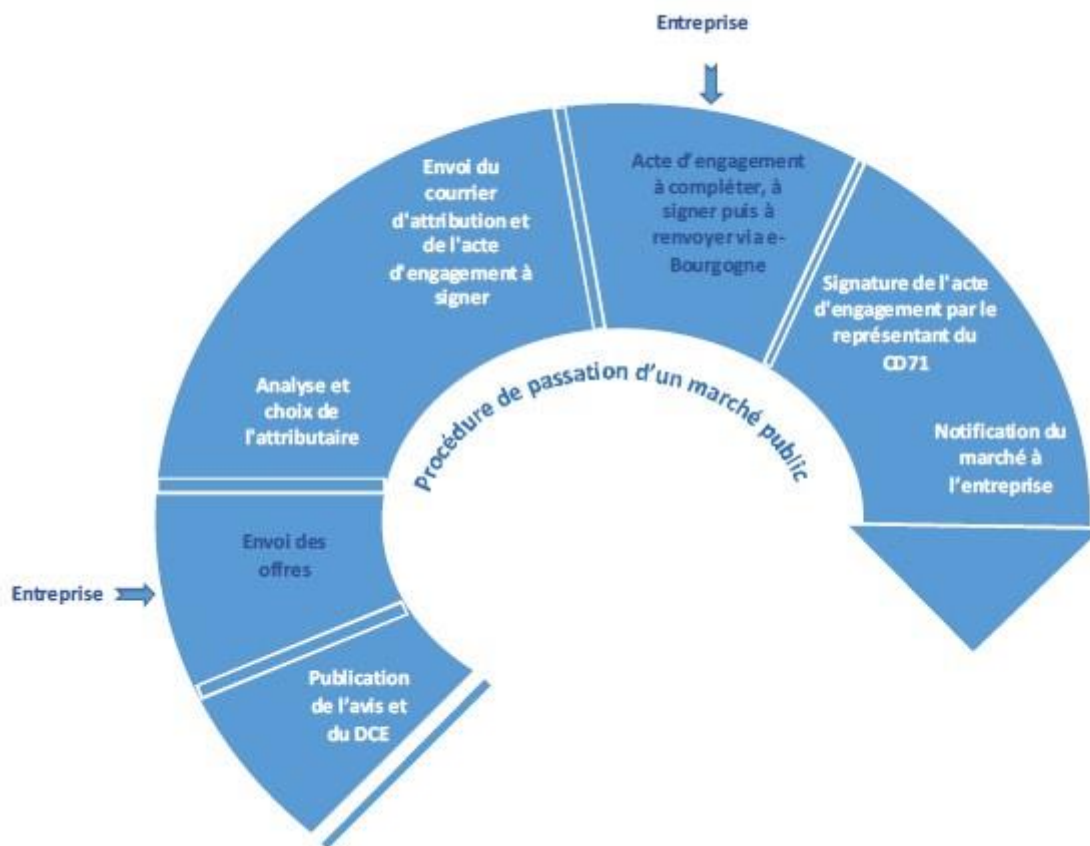 Entreprise
Publication
de l'avis et
du DCE
Entreprise
Envoi des
offres
Analyse et
choix de
l'attributaire
Envoi du
courrier
d'attribution et
de l'acte
d'engagement à
signer
Acte d'engagement
à compléter, à
signer puis à
renvoyer via e-
Bourgogne
Signature de l'acte
d'engagement par le
représentant du
CD71
Notification du
marché à
l'entreprise
Procédure de passation d'un marché public